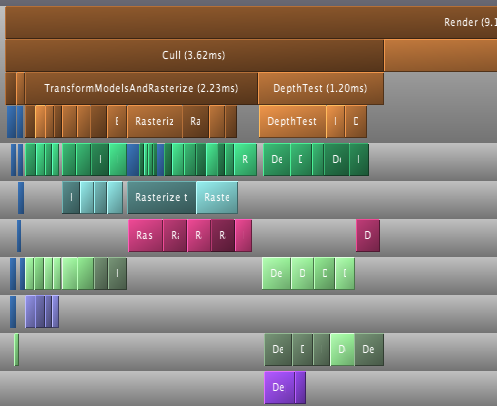 Render (9.1
Cull (3.62ms)
TransformModelsAndRasterize (2.23ms) DepthTest (1.20ms)
Rasteriz Ra DepthTest
R De De
Rasterize t Raste
Ras R R R D
De D
De D De
De